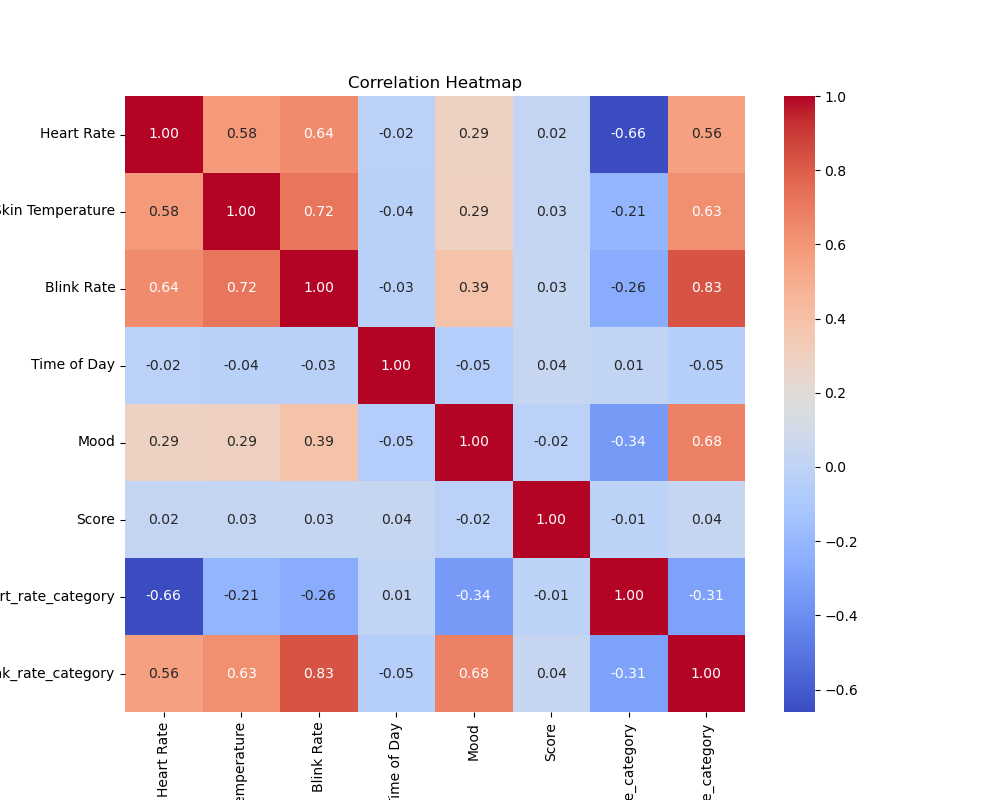 Correlation Heatmap
Heart Rate 1.00 0.58 0.64 -0.02 0.29 0.02 -0.66 0.56
Skin Temperature 0.58 1.00 0.72 -0.04 0.29 0.03 -0.21 0.63
Blink Rate 0.64 0.72 1.00 -0.03 0.39 0.03 -0.26 0.83
Time of Day -0.02 -0.04 -0.03 1.00 -0.05 0.04 0.01 -0.05
Mood 0.29 0.29 0.39 -0.05 1.00 -0.02 -0.34 0.68
Score 0.02 0.03 0.03 0.04 -0.02 1.00 -0.01 0.04
rt_rate_category -0.66 -0.21 -0.26 0.01 -0.34 -0.01 1.00 -0.31
nk_rate_category 0.56 0.63 0.83 -0.05 0.68 0.04 -0.31 1.00
Heart Rate
emperature
Blink Rate
Time of Day
Mood
Score
e_category
e_category
1.0
0.8
0.6
0.4
0.2
0.0
−0.2
−0.4
−0.6